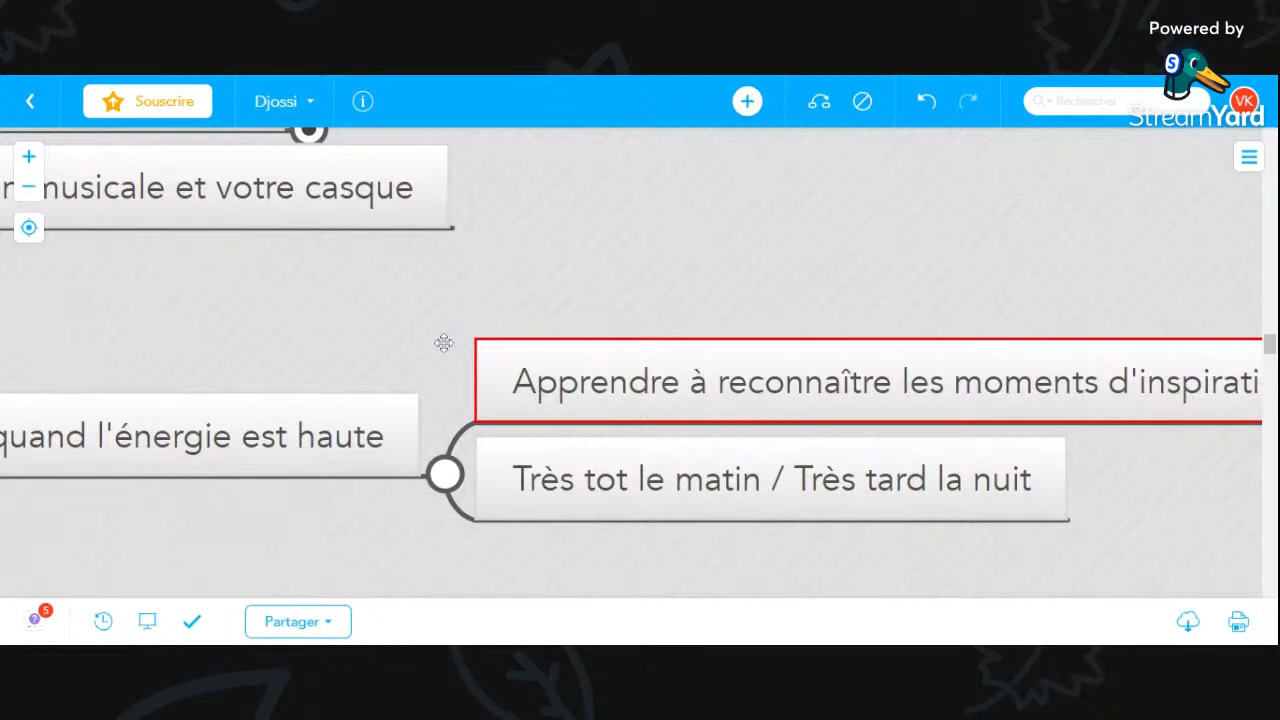 Powered by
StreamYard
Souscrire
Djossi
Rechercher
VK
musicale et votre casque
Apprendre à reconnaître les moments d'inspirati
quand l'énergie est haute
Très tot le matin / Très tard la nuit
5
Partager